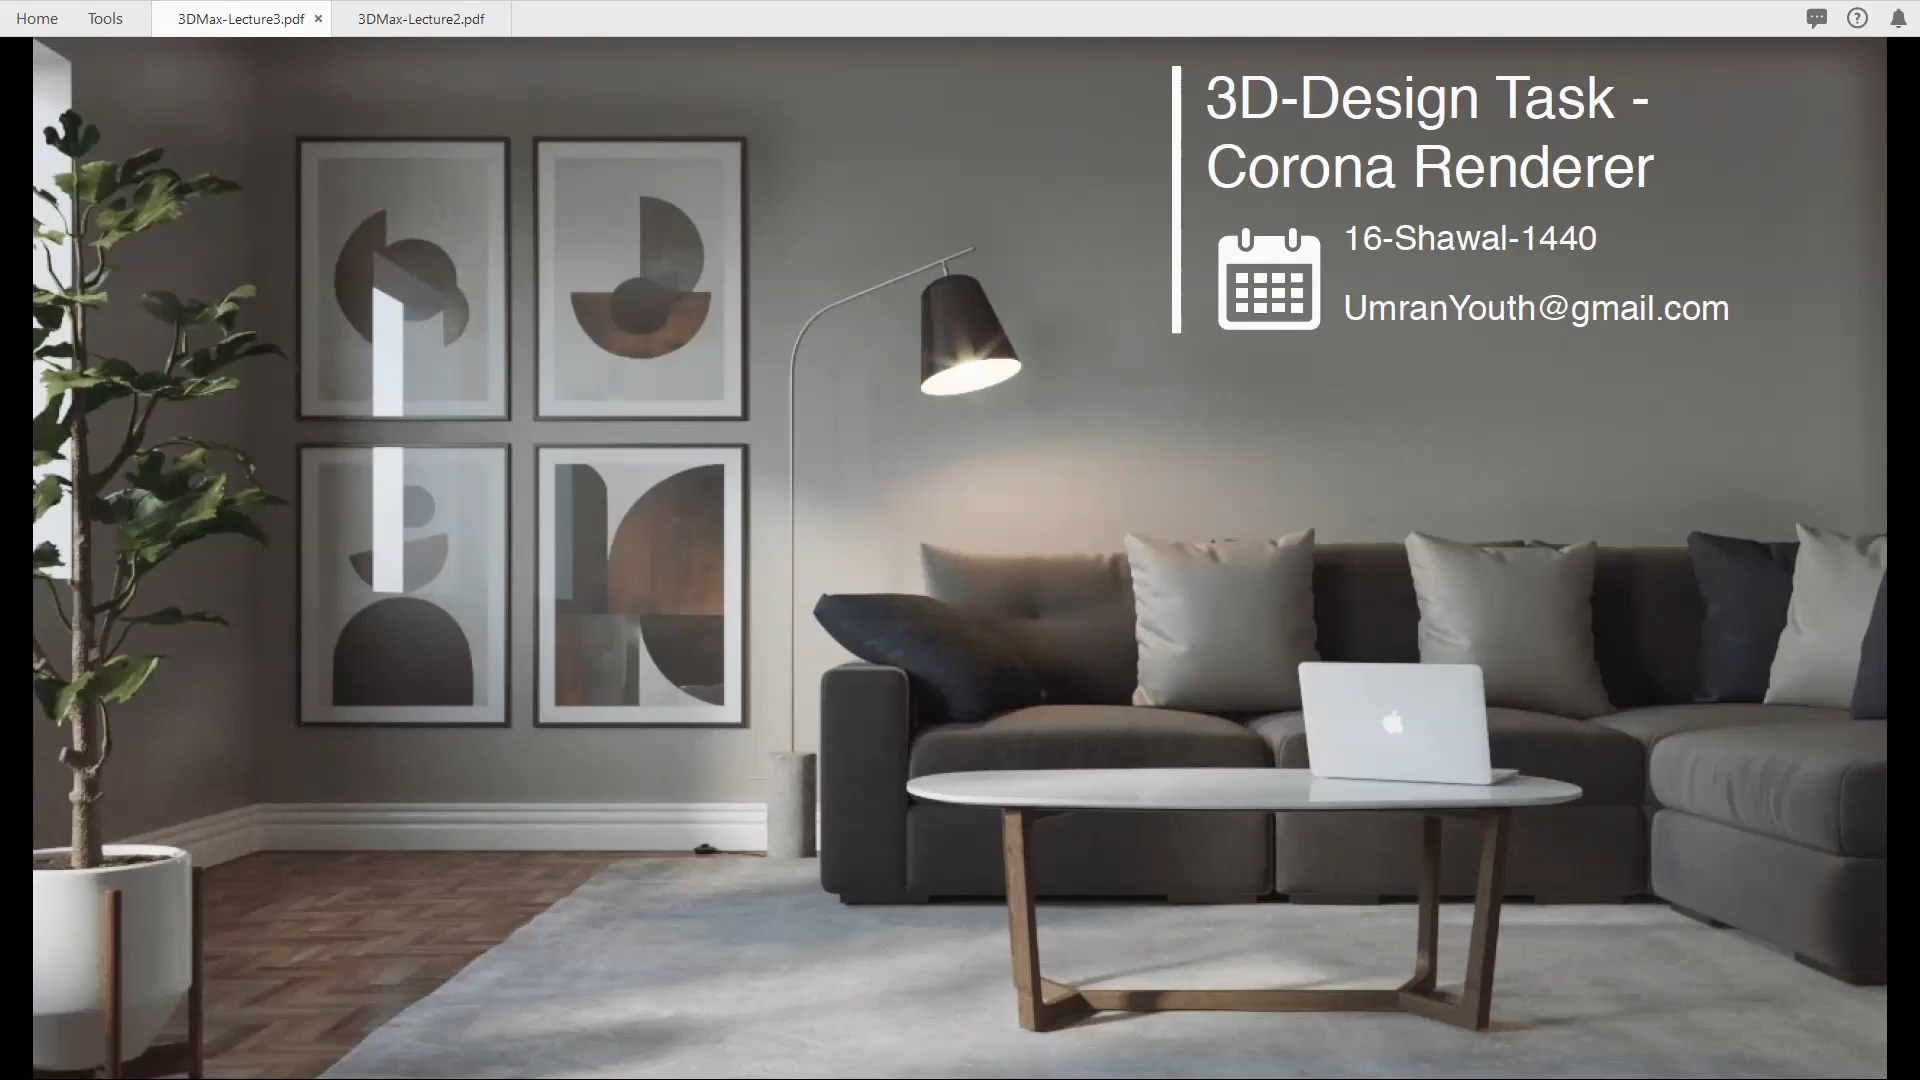 Home Tools 3DMax-Lecture3.pdf × 3DMax-Lecture2.pdf
3D-Design Task -
Corona Renderer
16-Shawal-1440
UmranYouth@gmail.com